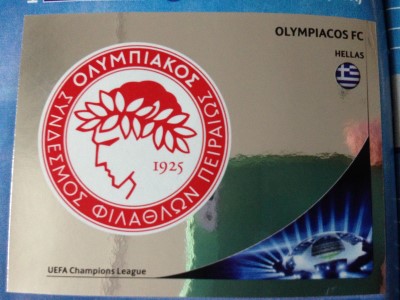 OLYMPIACOS FC
HELLAS
ΟΛΥΜΠΙΑΚΟΣ
ΣΥΝΔΕΣΜΟΣ ΦΙΛΑΘΛΩΝ ΠΕΙΡΑΙΩΣ
1925
UEFA Champions League